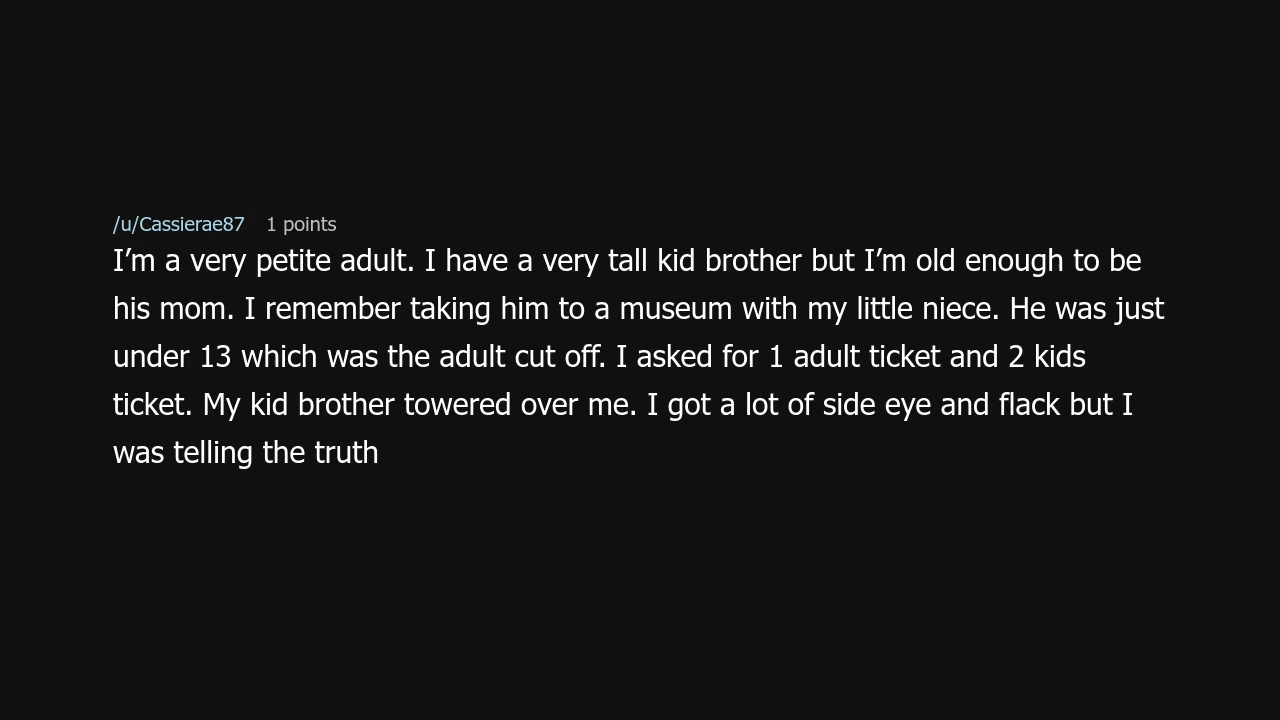 /u/Cassierae87 1 points
I’m a very petite adult. I have a very tall kid brother but I’m old enough to be
his mom. I remember taking him to a museum with my little niece. He was just
under 13 which was the adult cut off. I asked for 1 adult ticket and 2 kids
ticket. My kid brother towered over me. I got a lot of side eye and flack but I
was telling the truth